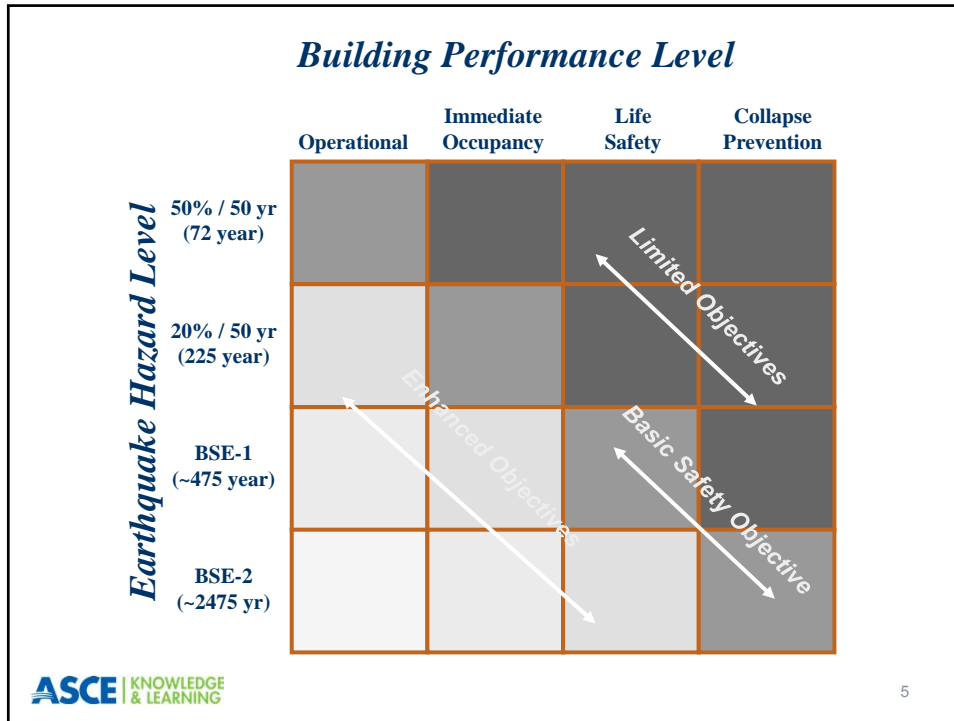 Building Performance Level
Operational
Immediate
Occupancy
Life
Safety
Collapse
Prevention
Earthquake Hazard Level
50% / 50 yr
(72 year)
20% / 50 yr
(225 year)
BSE-1
(~475 year)
BSE-2
(~2475 yr)
Limited Objectives
Enhanced Objectives
Basic Safety Objective
ASCE | KNOWLEDGE
& LEARNING
5